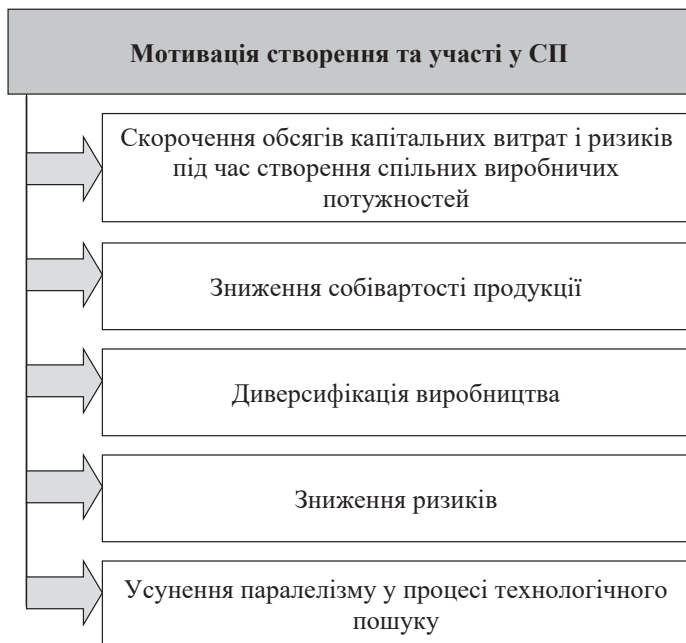 Мотивація створення та участі у СП
Скорочення обсягів капітальних витрат і ризиків
під час створення спільних виробничих
потужностей
Зниження собівартості продукції
Диверсифікація виробництва
Зниження ризиків
Усунення паралелізму у процесі технологічного
пошуку